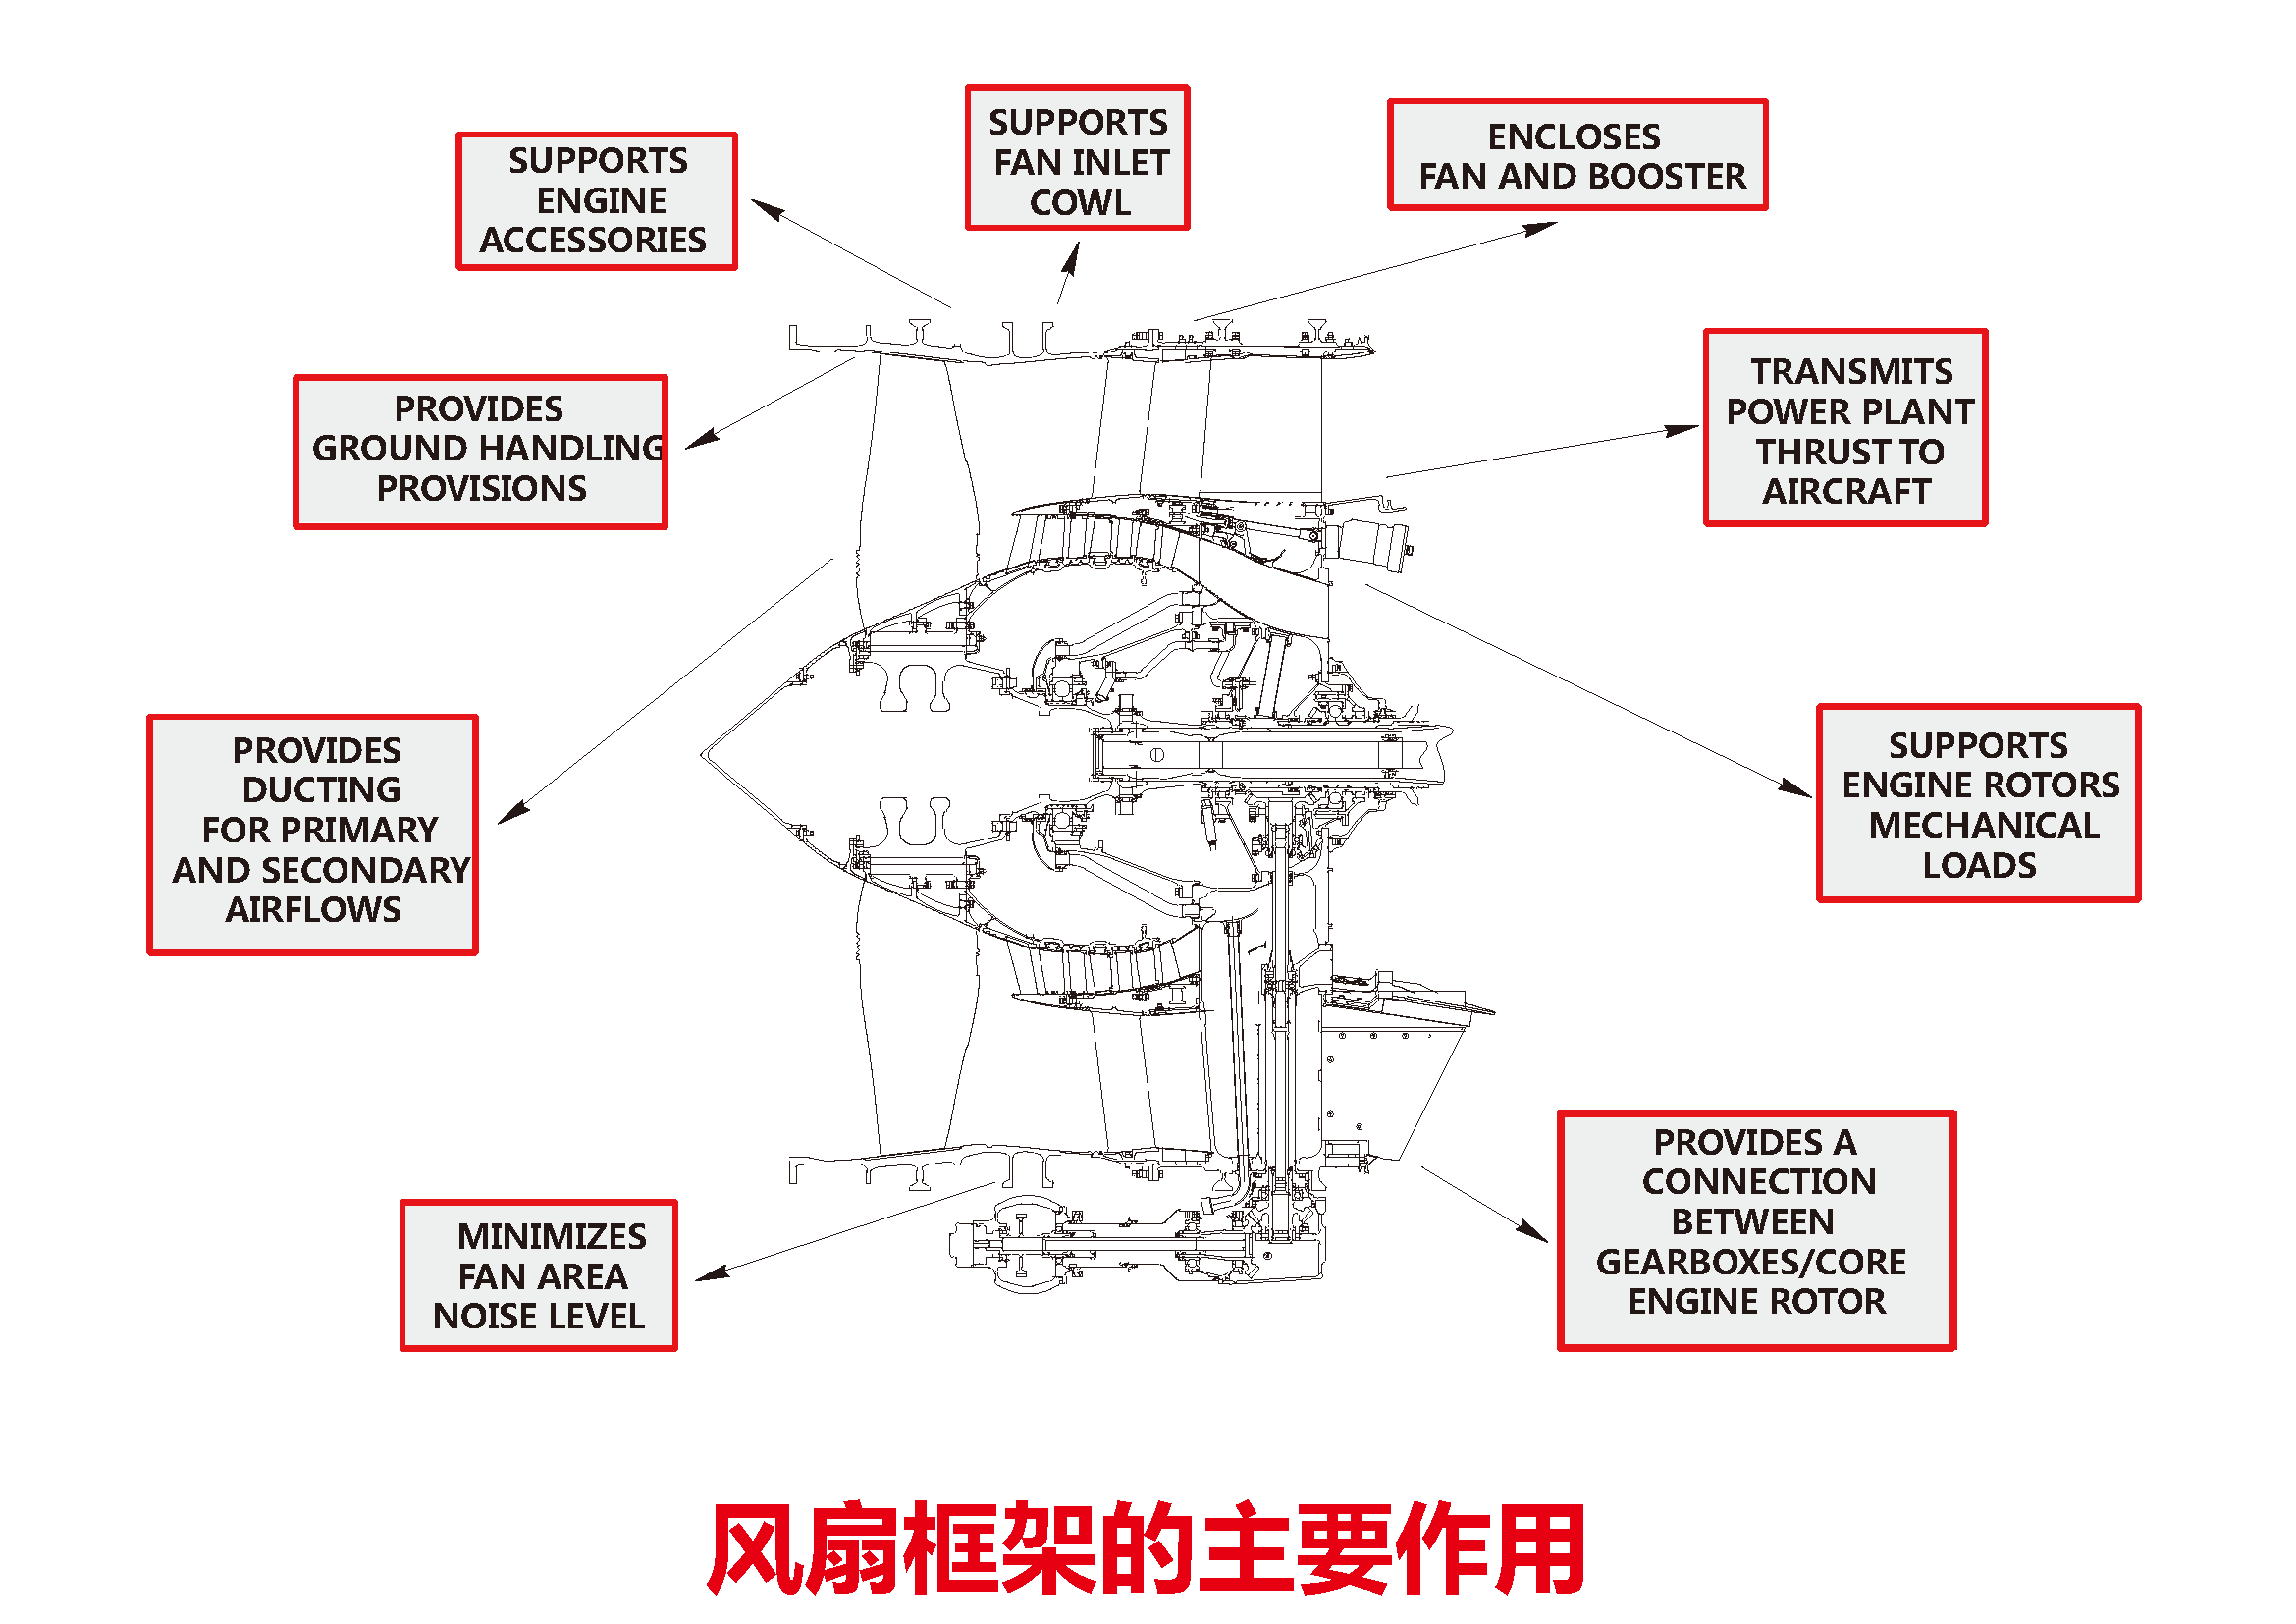 SUPPORTS
ENGINE
ACCESSORIES
SUPPORTS
FAN INLET
COWL
ENCLOSES
FAN AND BOOSTER
PROVIDES
GROUND HANDLING
PROVISIONS
TRANSMITS
POWER PLANT
THRUST TO
AIRCRAFT
PROVIDES
DUCTING
FOR PRIMARY
AND SECONDARY
AIRFLOWS
SUPPORTS
ENGINE ROTORS
MECHANICAL
LOADS
MINIMIZES
FAN AREA
NOISE LEVEL
PROVIDES A
CONNECTION
BETWEEN
GEARBOXES/CORE
ENGINE ROTOR
风扇框架的主要作用